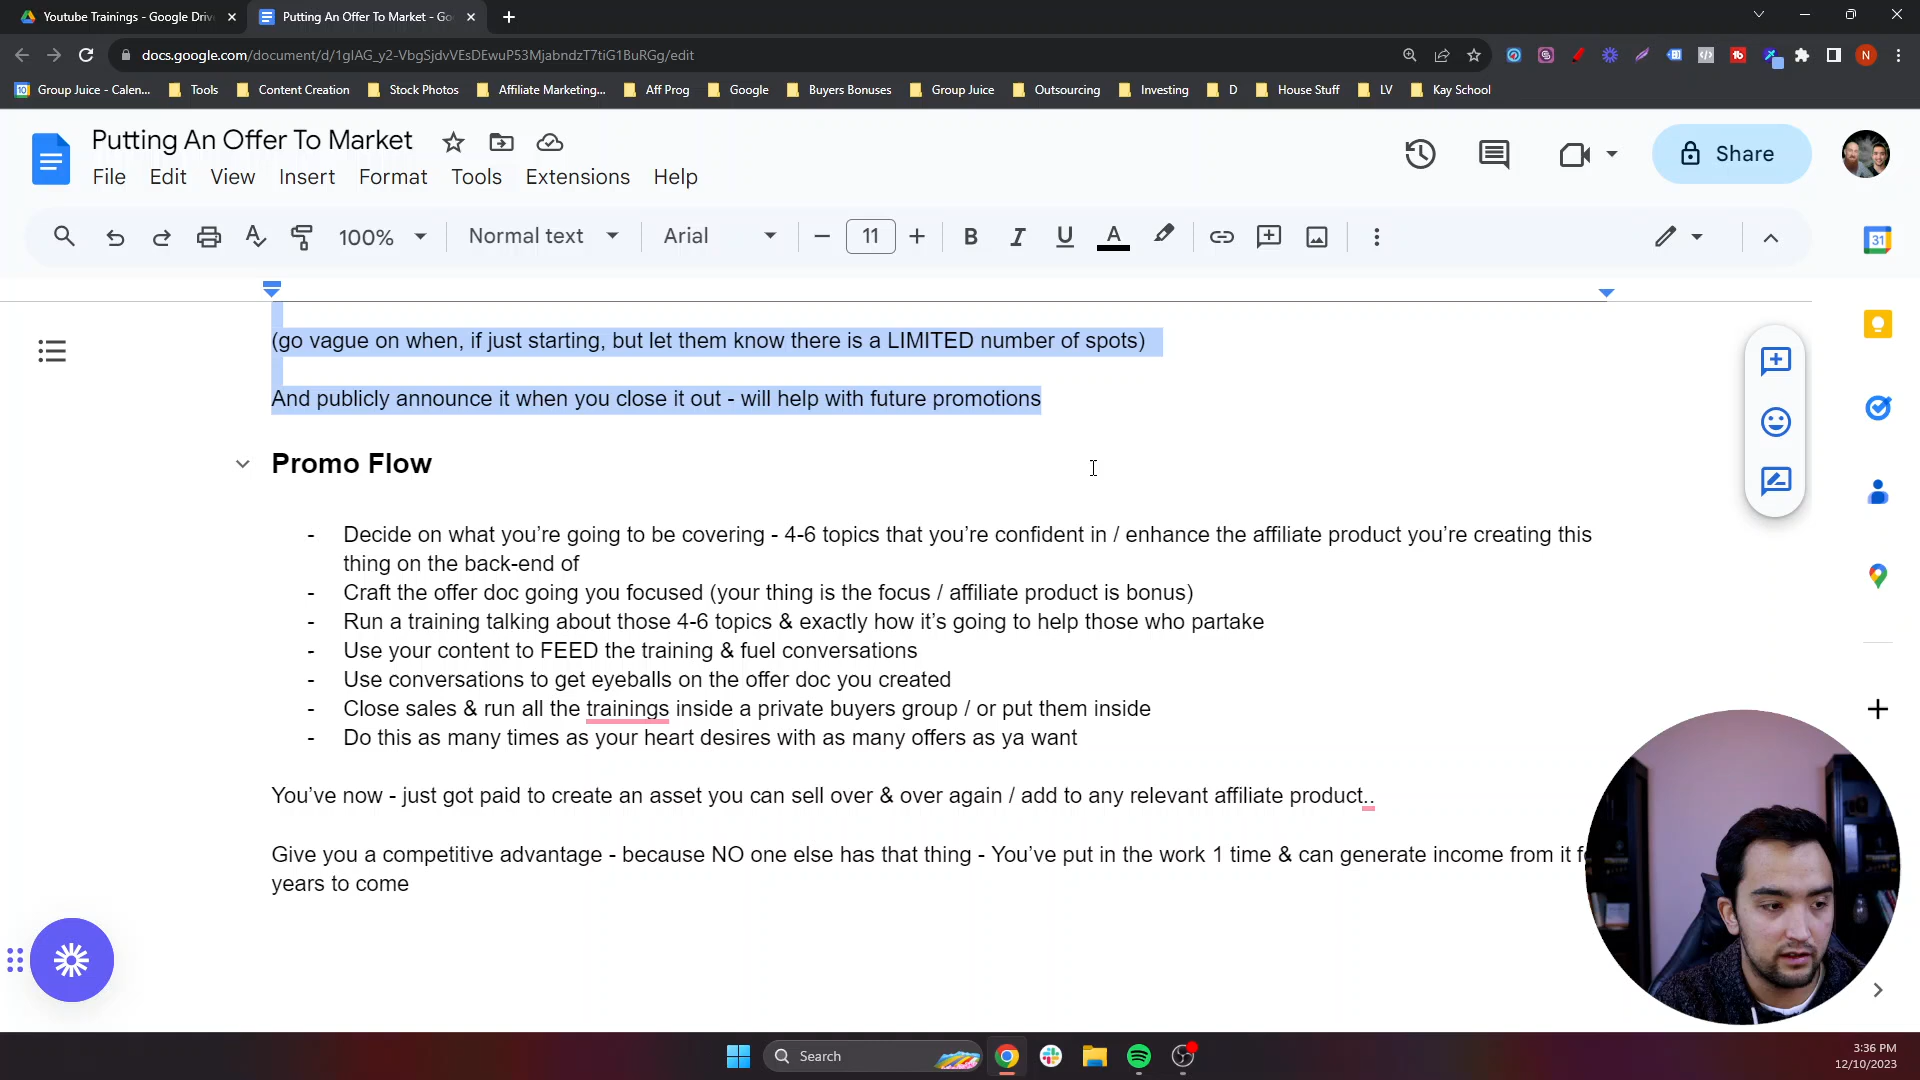 Youtube Trainings - Google Driv
Putting An Offer To Market - Go
docs.google.com/document/d/1gIAG_y2-VbgSjdvVEsDEwuP53MjabndzT7tiG1BuRGg/edit
N
10 Group Juice - Calen...
Tools
Content Creation
Stock Photos
Affiliate Marketing...
Aff Prog
Google
Buyers Bonuses
Group Juice
Outsourcing
Investing
D
House Stuff
LV
Kay School
Putting An Offer To Market
File Edit View Insert Format Tools Extensions Help
Share
100%
Normal text
Arial
11
B I U A
31
(go vague on when, if just starting, but let them know there is a LIMITED number of spots)
And publicly announce it when you close it out - will help with future promotions
Promo Flow
- Decide on what you’re going to be covering - 4-6 topics that you’re confident in / enhance the affiliate product you’re creating this
thing on the back-end of
- Craft the offer doc going you focused (your thing is the focus / affiliate product is bonus)
- Run a training talking about those 4-6 topics & exactly how it’s going to help those who partake
- Use your content to FEED the training & fuel conversations
- Use conversations to get eyeballs on the offer doc you created
- Close sales & run all the trainings inside a private buyers group / or put them inside
- Do this as many times as your heart desires with as many offers as ya want
You’ve now - just got paid to create an asset you can sell over & over again / add to any relevant affiliate product..
Give you a competitive advantage - because NO one else has that thing - You’ve put in the work 1 time & can generate income from it f
years to come
Search
3:36 PM
12/10/2023